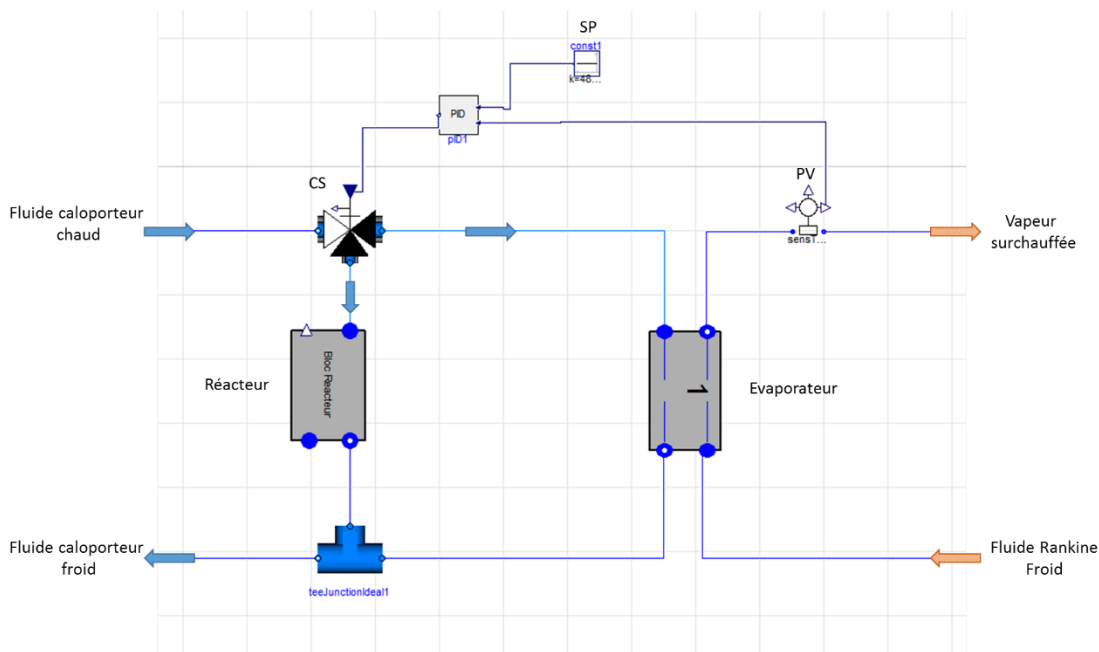 SP
const1
k=48...
PID
pID1
CS
PV
Fluide caloporteur
chaud
Vapeur
surchauffée
sens1...
Réacteur
Bloc Reacteur
1
Evaporateur
Fluide caloporteur
froid
Fluide Rankine
Froid
teeJunctionIdeal1